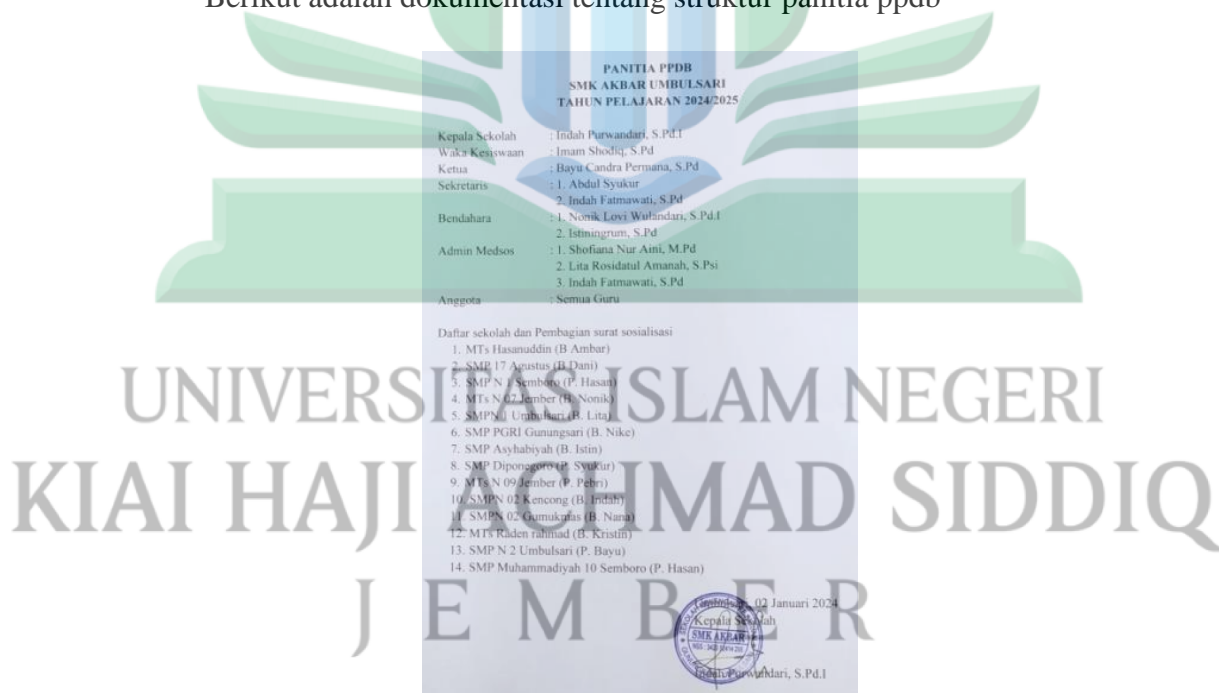 Berikut adalah dokumentasi tentang struktur panitia ppdb
PANITIA PPDB
SMK AKBAR UMBULSARI
TAHUN PELAJARAN 2024/2025
Kepala Sekolah : Indah Purwandari, S.Pd.I
Waka Kesiswaan : Imam Shodiq, S.Pd
Ketua : Bayu Candra Permana, S.Pd
Sekretaris : 1. Abdul Syukur
2. Indah Fatmawati, S.Pd
Bendahara : 1. Nonik Lovi Wulandari, S.Pd.I
2. Istiningrum, S.Pd
Admin Medsos : 1. Shofiana Nur Aini, M.Pd
2. Lita Rosidatul Amanah, S.Psi
3. Indah Fatmawati, S.Pd
Anggota : Semua Guru
Daftar sekolah dan Pembagian surat sosialisasi
1. MTs Hasanuddin (B Ambar)
2. SMP 17 Agustus (B Dani)
3. SMP N 1 Semboro (P. Hasan)
4. MTs N 07 Jember (B. Nonik)
5. SMPN 1 Umbulsari (B. Lita)
6. SMP PGRI Gunungsari (B. Nike)
7. SMP Asyhabiyah (B. Istin)
8. SMP Diponegoro (P. Syukur)
9. MTs N 09 Jember (P. Pebri)
10. SMPN 02 Kencong (B. Indah)
11. SMPN 02 Gumukmas (B. Nana)
12. MTs Raden rahmad (B. Kristin)
13. SMP N 2 Umbulsari (P. Bayu)
14. SMP Muhammadiyah 10 Semboro (P. Hasan)
Umbulsari, 02 Januari 2024
Kepala Sekolah
SMK AKBAR
Indah Purwandari, S.Pd.I
UNIVERSITAS ISLAM NEGERI
KIAI HAJI ACHMAD SIDDIQ
JEMBER